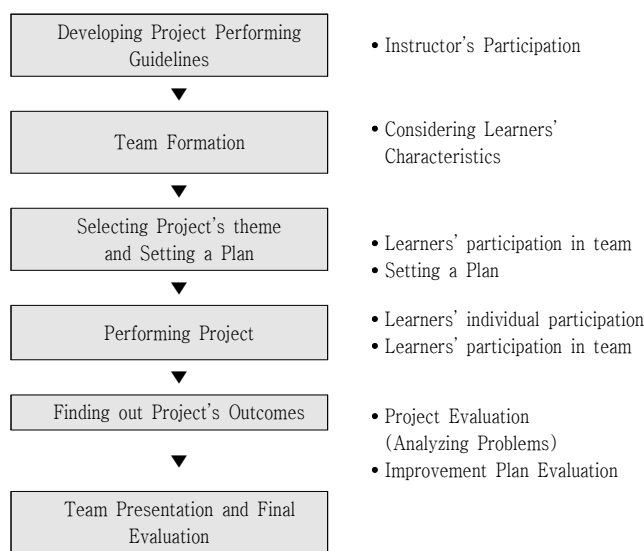 Developing Project Performing
Guidelines
• Instructor's Participation
▼
Team Formation
• Considering Learners'
Characteristics
▼
Selecting Project's theme
and Setting a Plan
• Learners' participation in team
• Setting a Plan
▼
Performing Project
• Learners' individual participation
• Learners' participation in team
▼
Finding out Project's Outcomes
• Project Evaluation
(Analyzing Problems)
• Improvement Plan Evaluation
▼
Team Presentation and Final
Evaluation